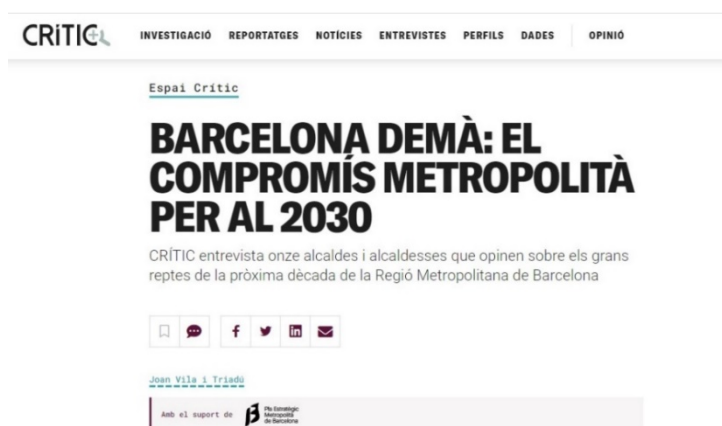 CRÍTIC
INVESTIGACIÓ REPORTATGES NOTÍCIES ENTREVISTES PERFILS DADES OPINIÓ
Espai Crític
BARCELONA DEMÀ: EL
COMPROMÍS METROPOLITÀ
PER AL 2030
CRÍTIC entrevista onze alcaldes i alcaldesses que opinen sobre els grans
reptes de la pròxima dècada de la Regió Metropolitana de Barcelona
Joan Vila i Triadú
Amb el suport de
Pla Estratègic
Metropolità
de Barcelona